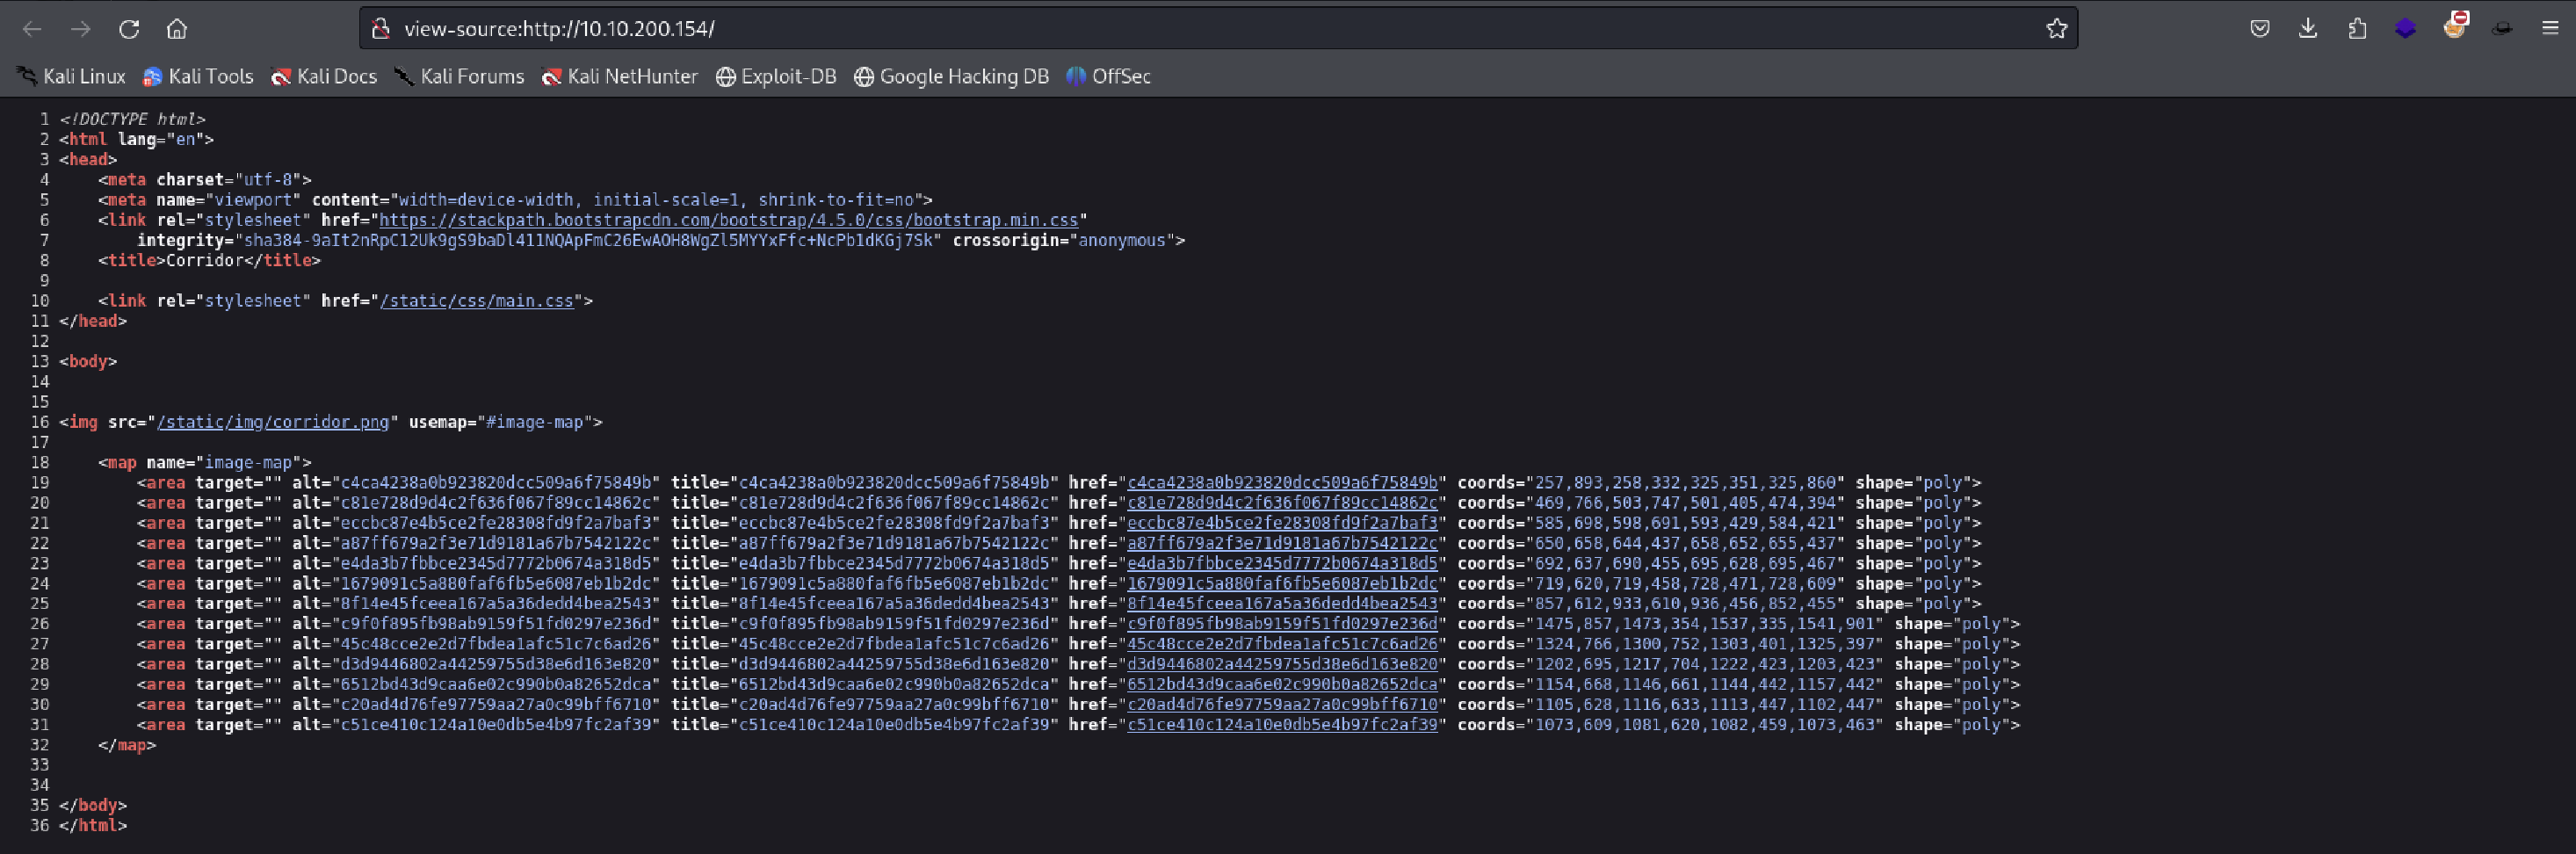 view-source:http://10.10.200.154/
Kali Linux Kali Tools Kali Docs Kali Forums Kali NetHunter Exploit-DB Google Hacking DB OffSec
1 <!DOCTYPE html>
2 <html lang="en">
3 <head>
4 <meta charset="utf-8">
5 <meta name="viewport" content="width=device-width, initial-scale=1, shrink-to-fit=no">
6 <link rel="stylesheet" href="https://stackpath.bootstrapcdn.com/bootstrap/4.5.0/css/bootstrap.min.css"
7 integrity="sha384-9aIt2nRpC12Uk9gS9baDl411NQApFmC26EwAOH8WgZl5MYYxFfc+NcPb1dKGj7Sk" crossorigin="anonymous">
8 <title>Corridor</title>
9
10 <link rel="stylesheet" href="/static/css/main.css">
11 </head>
12
13 <body>
14
15
16 <img src="/static/img/corridor.png" usemap="#image-map">
17
18 <map name="image-map">
19 <area target="" alt="c4ca4238a0b923820dcc509a6f75849b" title="c4ca4238a0b923820dcc509a6f75849b" href="c4ca4238a0b923820dcc509a6f75849b" coords="257,893,258,332,325,351,325,860" shape="poly">
20 <area target="" alt="c81e728d9d4c2f636f067f89cc14862c" title="c81e728d9d4c2f636f067f89cc14862c" href="c81e728d9d4c2f636f067f89cc14862c" coords="469,766,503,747,501,405,474,394" shape="poly">
21 <area target="" alt="eccbc87e4b5ce2fe28308fd9f2a7baf3" title="eccbc87e4b5ce2fe28308fd9f2a7baf3" href="eccbc87e4b5ce2fe28308fd9f2a7baf3" coords="585,698,598,691,593,429,584,421" shape="poly">
22 <area target="" alt="a87ff679a2f3e71d9181a67b7542122c" title="a87ff679a2f3e71d9181a67b7542122c" href="a87ff679a2f3e71d9181a67b7542122c" coords="650,658,644,437,658,652,655,437" shape="poly">
23 <area target="" alt="e4da3b7fbbce2345d7772b0674a318d5" title="e4da3b7fbbce2345d7772b0674a318d5" href="e4da3b7fbbce2345d7772b0674a318d5" coords="692,637,690,455,695,628,695,467" shape="poly">
24 <area target="" alt="1679091c5a880faf6fb5e6087eb1b2dc" title="1679091c5a880faf6fb5e6087eb1b2dc" href="1679091c5a880faf6fb5e6087eb1b2dc" coords="719,620,719,458,728,471,728,609" shape="poly">
25 <area target="" alt="8f14e45fceea167a5a36dedd4bea2543" title="8f14e45fceea167a5a36dedd4bea2543" href="8f14e45fceea167a5a36dedd4bea2543" coords="857,612,933,610,936,456,852,455" shape="poly">
26 <area target="" alt="c9f0f895fb98ab9159f51fd0297e236d" title="c9f0f895fb98ab9159f51fd0297e236d" href="c9f0f895fb98ab9159f51fd0297e236d" coords="1475,857,1473,354,1537,335,1541,901" shape="poly">
27 <area target="" alt="45c48cce2e2d7fbdea1afc51c7c6ad26" title="45c48cce2e2d7fbdea1afc51c7c6ad26" href="45c48cce2e2d7fbdea1afc51c7c6ad26" coords="1324,766,1300,752,1303,401,1325,397" shape="poly">
28 <area target="" alt="d3d9446802a44259755d38e6d163e820" title="d3d9446802a44259755d38e6d163e820" href="d3d9446802a44259755d38e6d163e820" coords="1202,695,1217,704,1222,423,1203,423" shape="poly">
29 <area target="" alt="6512bd43d9caa6e02c990b0a82652dca" title="6512bd43d9caa6e02c990b0a82652dca" href="6512bd43d9caa6e02c990b0a82652dca" coords="1154,668,1146,661,1144,442,1157,442" shape="poly">
30 <area target="" alt="c20ad4d76fe97759aa27a0c99bff6710" title="c20ad4d76fe97759aa27a0c99bff6710" href="c20ad4d76fe97759aa27a0c99bff6710" coords="1105,628,1116,633,1113,447,1102,447" shape="poly">
31 <area target="" alt="c51ce410c124a10e0db5e4b97fc2af39" title="c51ce410c124a10e0db5e4b97fc2af39" href="c51ce410c124a10e0db5e4b97fc2af39" coords="1073,609,1081,620,1082,459,1073,463" shape="poly">
32 </map>
33
34
35 </body>
36 </html>